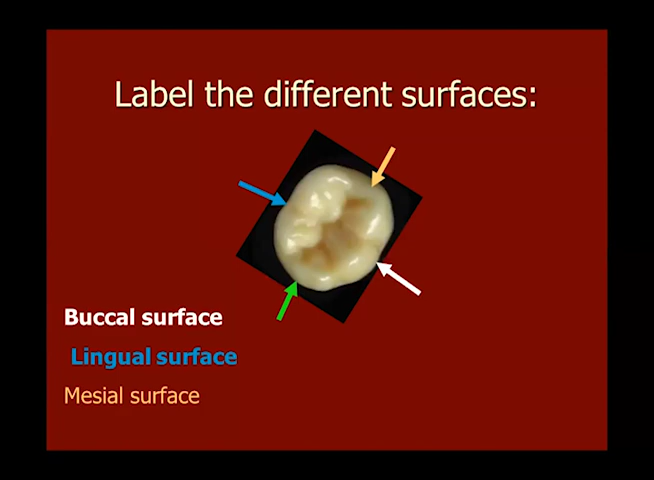 Label the different surfaces:
Buccal surface
Lingual surface
Mesial surface